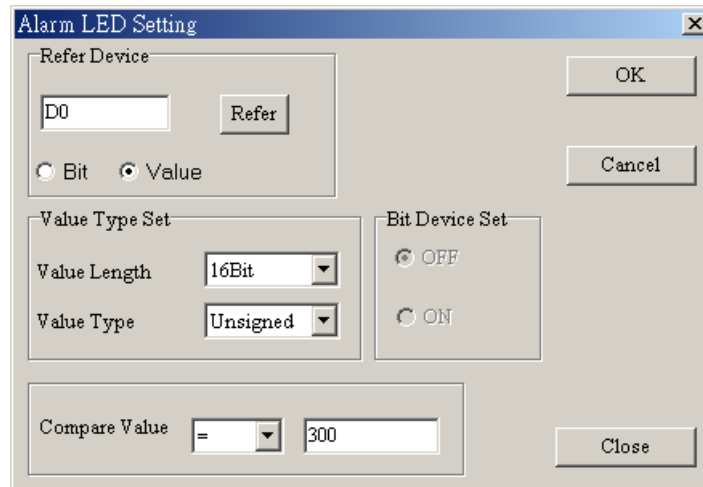 Alarm LED Setting
Refer Device
OK
D0
Refer
Bit
Value
Cancel
Value Type Set
Bit Device Set
Value Length
16Bit
OFF
Value Type
Unsigned
ON
Compare Value
=
300
Close